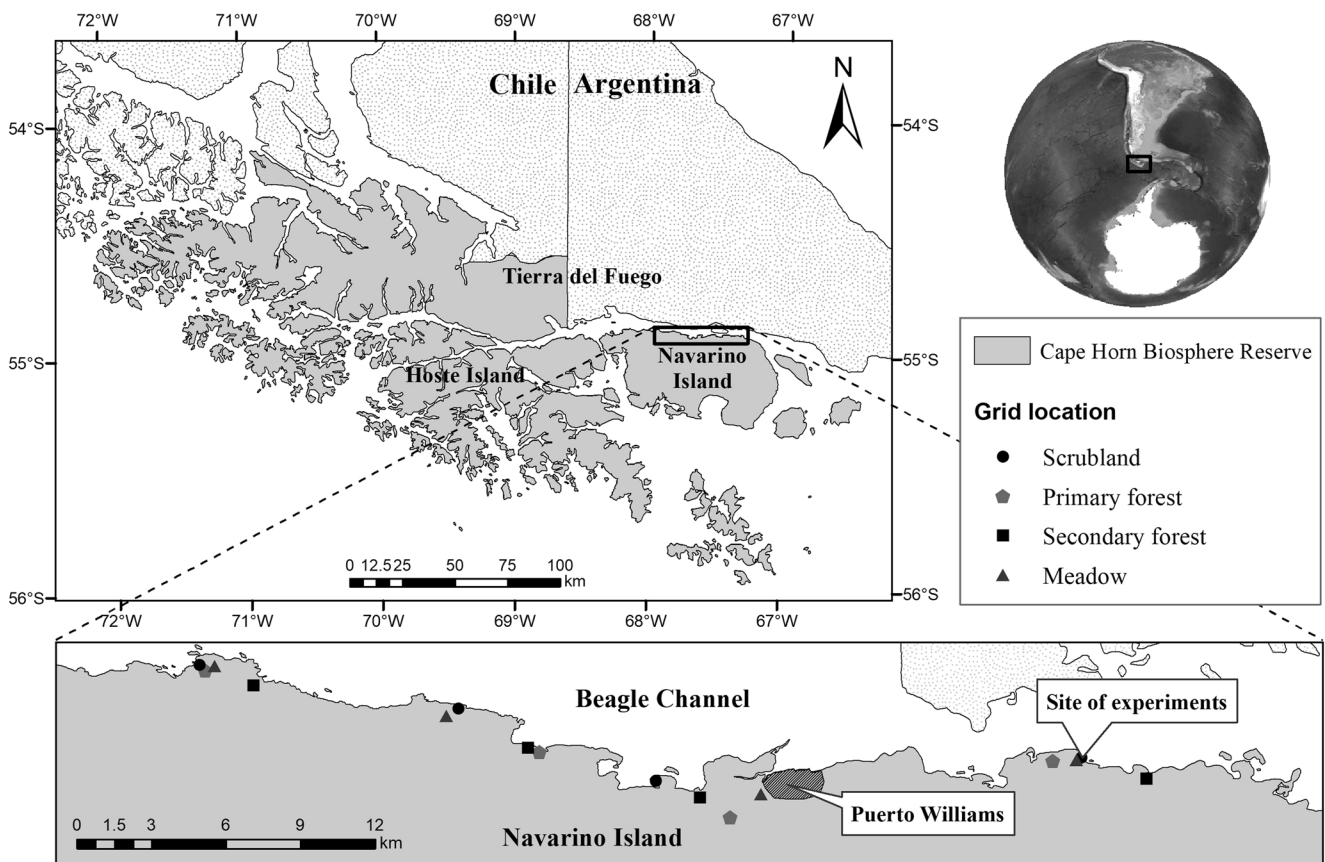 72°W 71°W 70°W 69°W 68°W 67°W
Chile Argentina
N
54°S 54°S
Tierra del Fuego
55°S 55°S
Navarino
Island
Hoste Island
0 12.525 50 75 100
km
56°S 56°S
72°W 71°W 70°W 69°W 68°W 67°W
Cape Horn Biosphere Reserve
Grid location
Scrubland
Primary forest
Secondary forest
Meadow
Beagle Channel
Site of experiments
Puerto Williams
0 1.5 3 6 9 12
km
Navarino Island